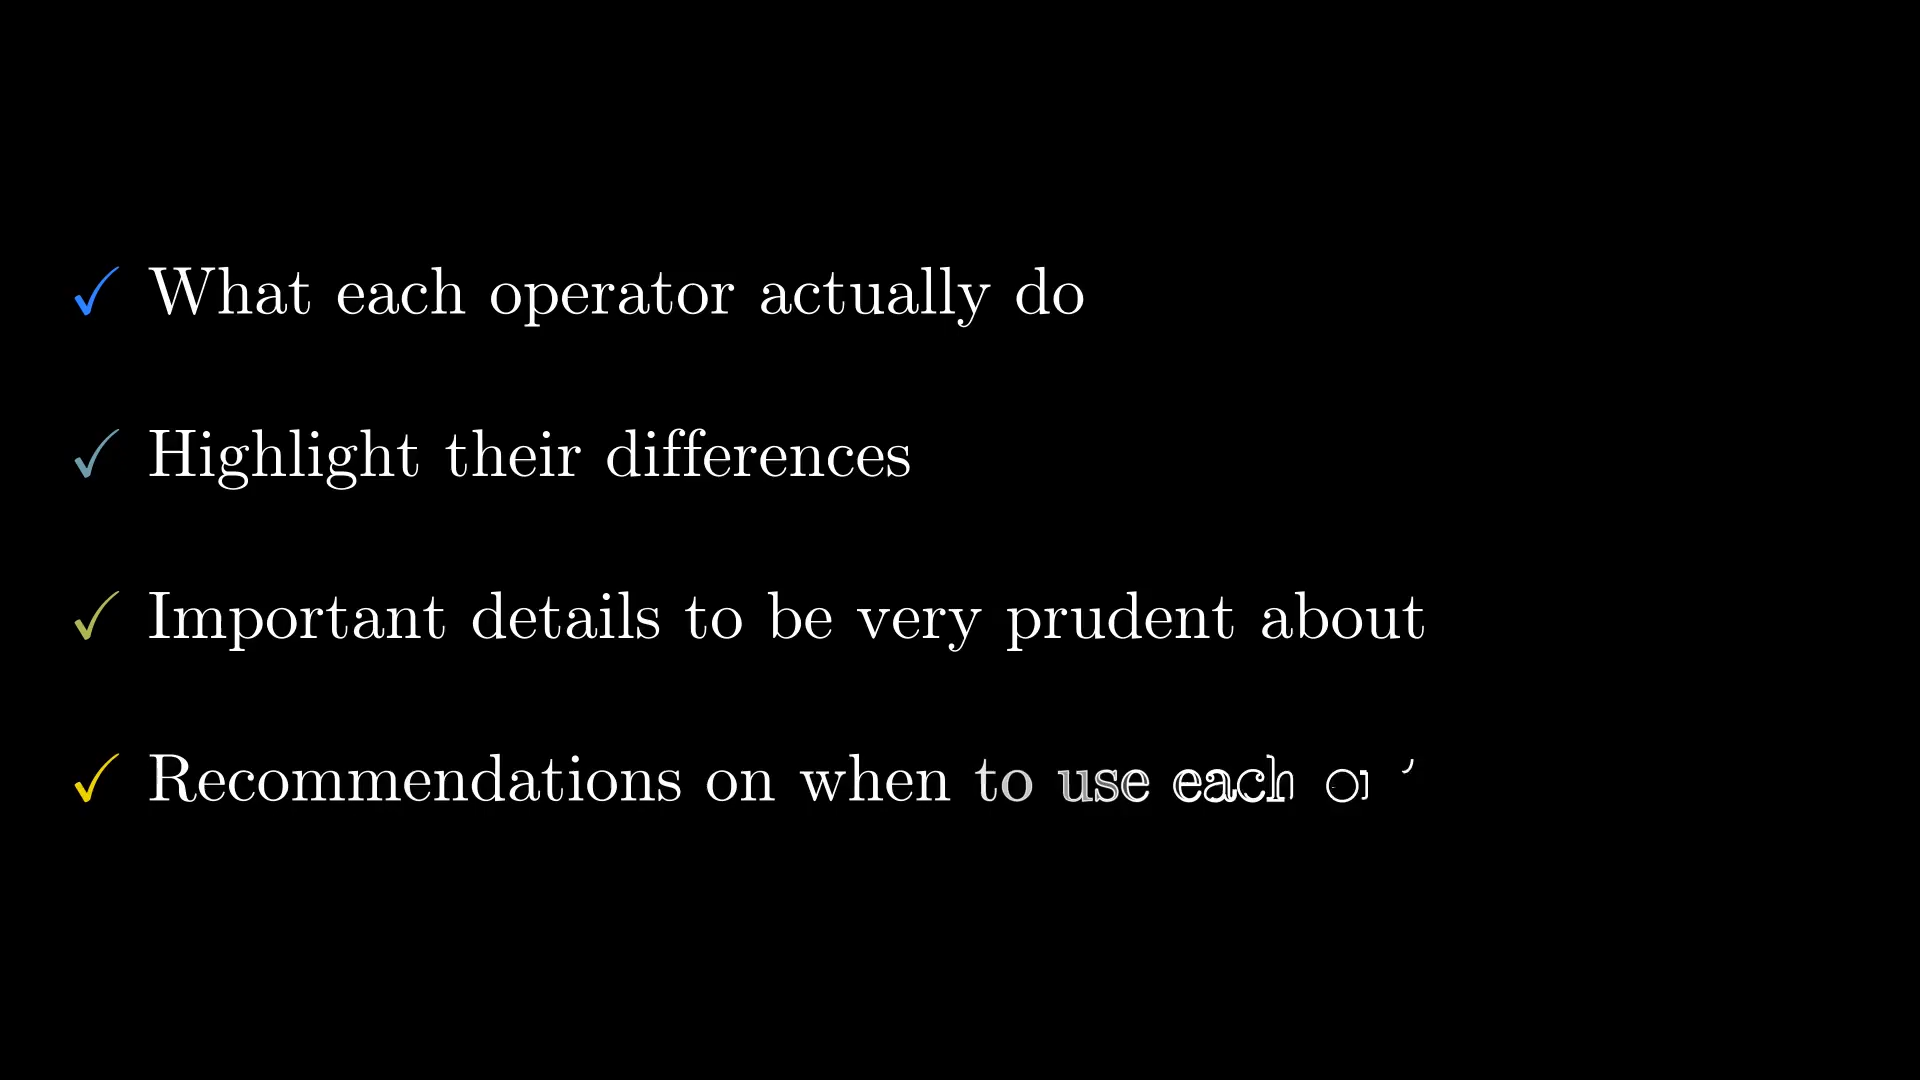 ✓ What each operator actually do
✓ Highlight their differences
✓ Important details to be very prudent about
✓ Recommendations on when to use each